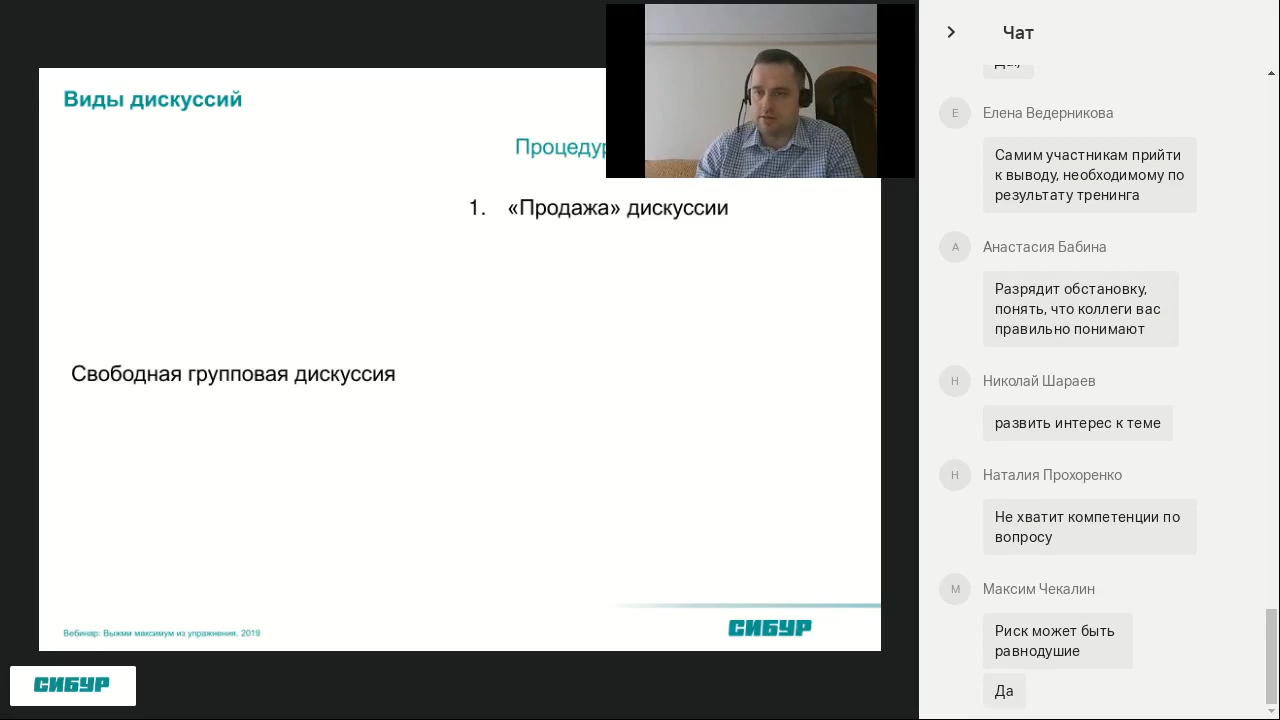 Виды дискуссий
Процедур
1. «Продажа» дискуссии
Свободная групповая дискуссия
Вебинар: Выжми максимум из упражнения, 2019
СИБУР
СИБУР
Чат
Да,
Е
Елена Ведерникова
Самим участникам прийти
к выводу, необходимому по
результату тренинга
А
Анастасия Бабина
Разрядит обстановку,
понять, что коллеги вас
правильно понимают
Н
Николай Шараев
развить интерес к теме
Н
Наталия Прохоренко
Не хватит компетенции по
вопросу
М
Максим Чекалин
Риск может быть
равнодушие
Да